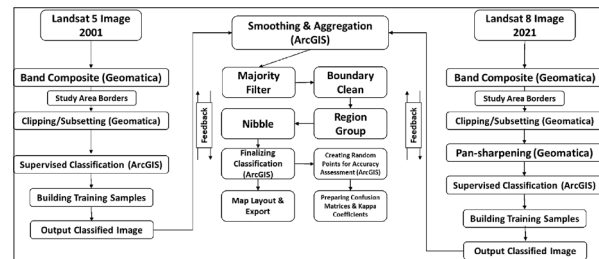 Landsat 5 Image
2001
Band Composite (Geomatica)
Study Area Borders
Clipping/Subsetting (Geomatica)
Supervised Classification (ArcGIS)
Building Training Samples
Output Classified Image
Smoothing & Aggregation
(ArcGIS)
Majority
Filter
Boundary
Clean
Nibble
Region
Group
Feedback
Feedback
Finalizing
Classification
(ArcGIS)
Creating Random
Points for Accuracy
Assessment (ArcGIS)
Map Layout &
Export
Preparing Confusion
Matrices & Kappa
Coefficients
Landsat 8 Image
2021
Band Composite (Geomatica)
Study Area Borders
Clipping/Subsetting (Geomatica)
Pan-sharpening (Geomatica)
Supervised Classification (ArcGIS)
Building Training Samples
Output Classified Image